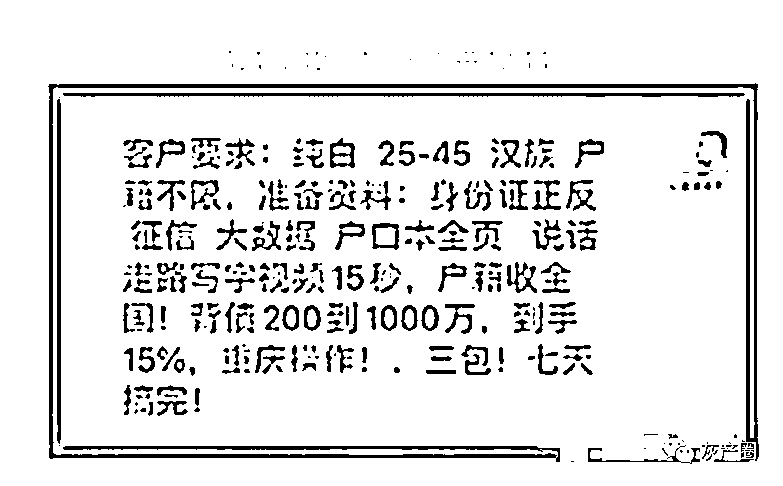 客户要求：纯白 25-45 汉族 户
籍不限，准备资料：身份证正反
征信 大数据 户口本全页 说话
走路写字视频15秒，户籍收全
国！背债200到1000万，到手
15%，重庆操作！．三包！七天
搞完！
灰产圈